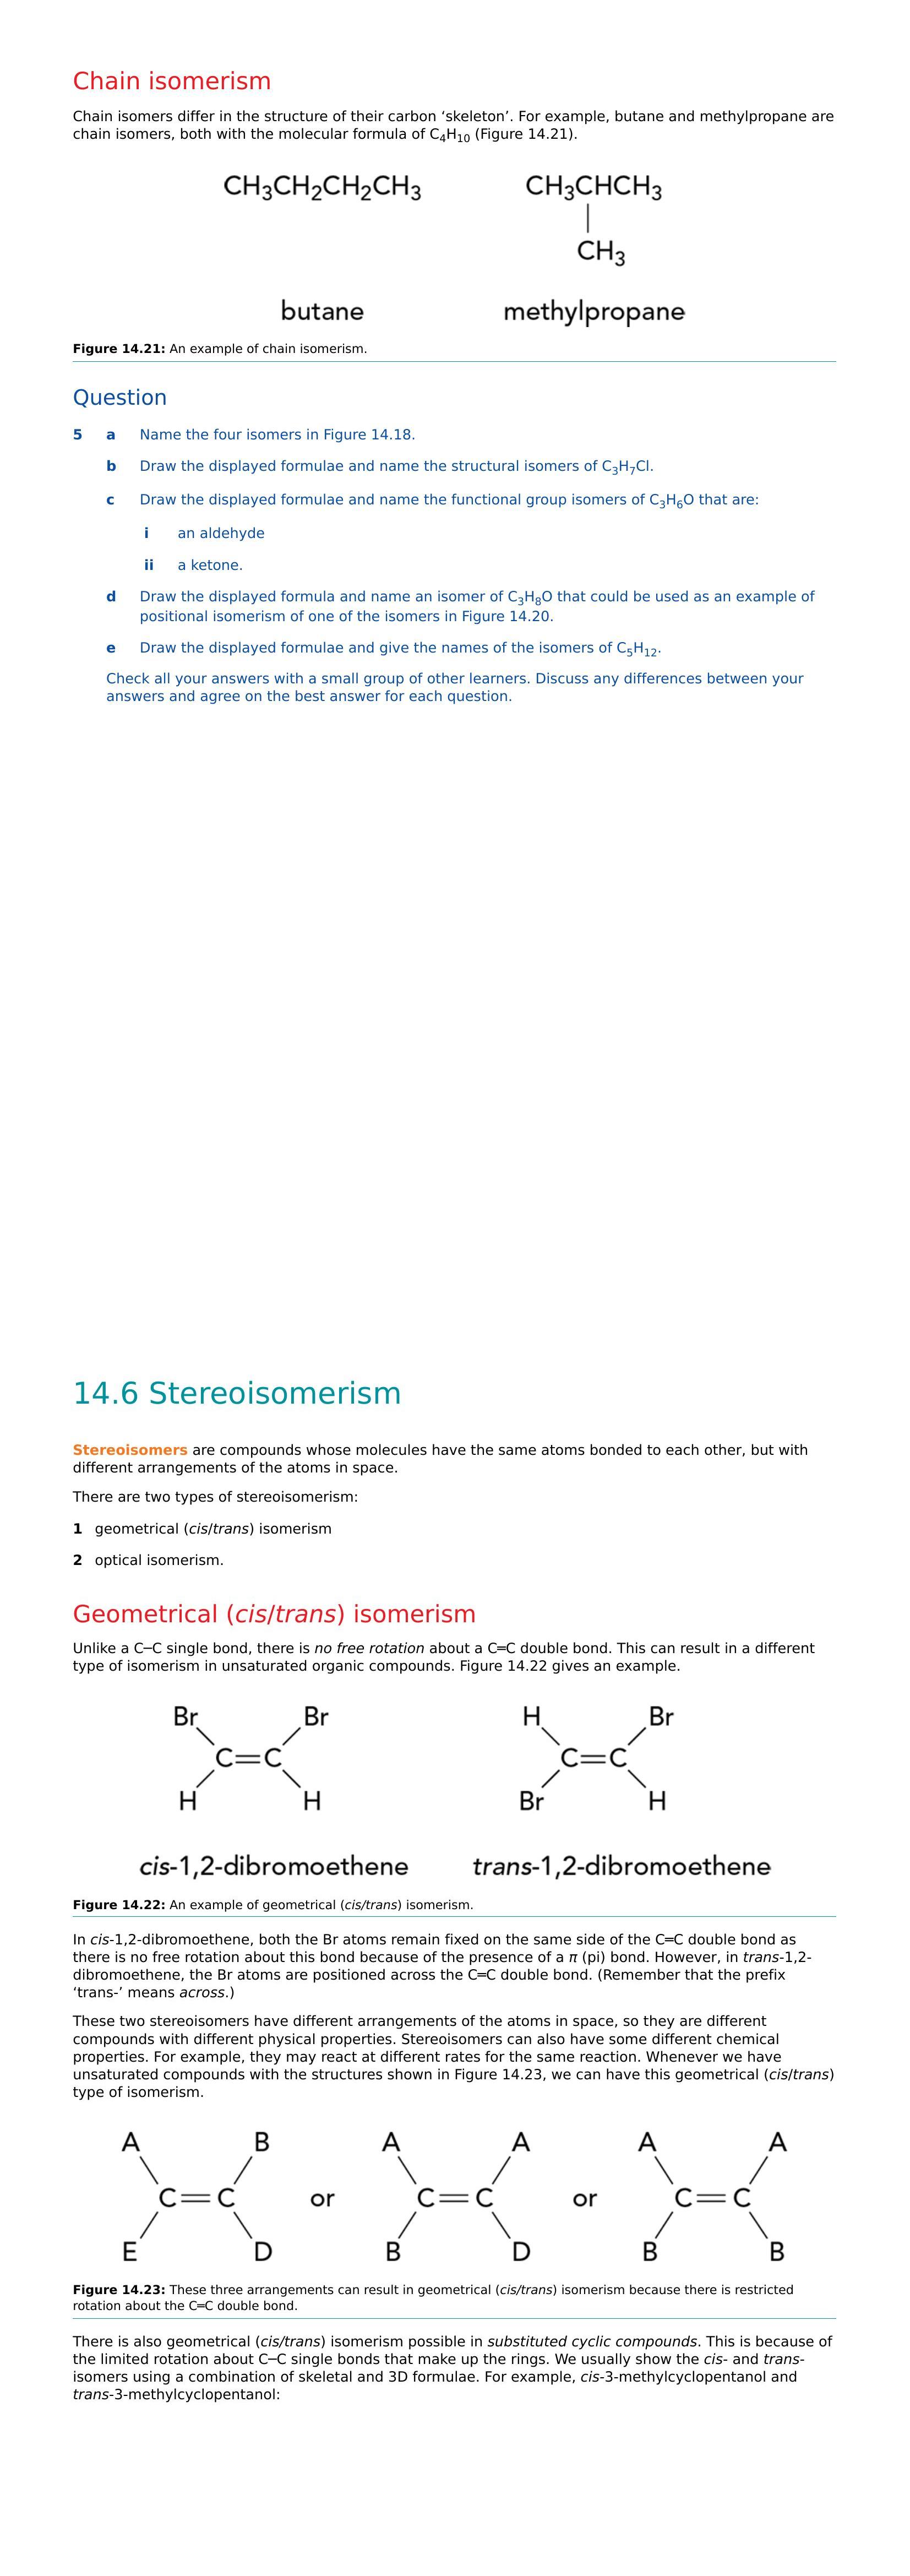 Chain isomerism
Chain isomers differ in the structure of their carbon ‘skeleton’. For example, butane and methylpropane are
chain isomers, both with the molecular formula of C4H10 (Figure 14.21).
CH3CH2CH2CH3 CH3CHCH3
CH3
butane methylpropane
Figure 14.21: An example of chain isomerism.
Question
5 a Name the four isomers in Figure 14.18.
b Draw the displayed formulae and name the structural isomers of C3H7Cl.
c Draw the displayed formulae and name the functional group isomers of C3H6O that are:
i an aldehyde
ii a ketone.
d Draw the displayed formula and name an isomer of C3H8O that could be used as an example of
positional isomerism of one of the isomers in Figure 14.20.
e Draw the displayed formulae and give the names of the isomers of C5H12.
Check all your answers with a small group of other learners. Discuss any differences between your
answers and agree on the best answer for each question.
14.6 Stereoisomerism
Stereoisomers are compounds whose molecules have the same atoms bonded to each other, but with
different arrangements of the atoms in space.
There are two types of stereoisomerism:
1 geometrical (cis/trans) isomerism
2 optical isomerism.
Geometrical (cis/trans) isomerism
Unlike a C─C single bond, there is no free rotation about a C═C double bond. This can result in a different
type of isomerism in unsaturated organic compounds. Figure 14.22 gives an example.
Br Br H Br
C═C C═C
H H Br H
cis-1,2-dibromoethene trans-1,2-dibromoethene
Figure 14.22: An example of geometrical (cis/trans) isomerism.
In cis-1,2-dibromoethene, both the Br atoms remain fixed on the same side of the C═C double bond as
there is no free rotation about this bond because of the presence of a π (pi) bond. However, in trans-1,2-
dibromoethene, the Br atoms are positioned across the C═C double bond. (Remember that the prefix
‘trans-’ means across.)
These two stereoisomers have different arrangements of the atoms in space, so they are different
compounds with different physical properties. Stereoisomers can also have some different chemical
properties. For example, they may react at different rates for the same reaction. Whenever we have
unsaturated compounds with the structures shown in Figure 14.23, we can have this geometrical (cis/trans)
type of isomerism.
A B A A A A
C═C or C═C or C═C
E D B D B B
Figure 14.23: These three arrangements can result in geometrical (cis/trans) isomerism because there is restricted
rotation about the C═C double bond.
There is also geometrical (cis/trans) isomerism possible in substituted cyclic compounds. This is because of
the limited rotation about C─C single bonds that make up the rings. We usually show the cis- and trans-
isomers using a combination of skeletal and 3D formulae. For example, cis-3-methylcyclopentanol and
trans-3-methylcyclopentanol: